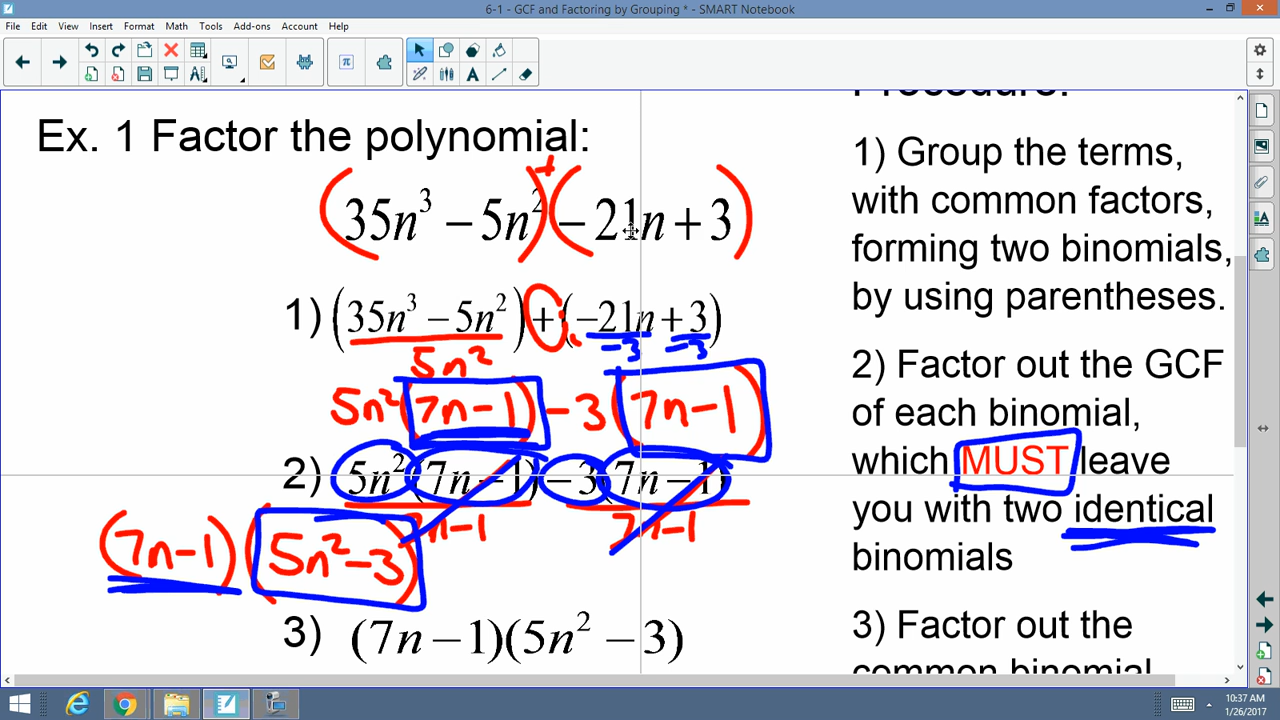 6-1 - GCF and Factoring by Grouping * - SMART Notebook
File Edit View Insert Format Math Tools Add-ons Account Help
Ex. 1 Factor the polynomial:
(35n³ − 5n²) + (− 21n + 3)
1) (35n³ − 5n²) + (−21n + 3)
5n² −3 −3
5n²(7n−1) −3(7n−1)
2) 5n²(7n − 1) − 3(7n − 1)
7n−1 7n−1
(7n−1)(5n²−3)
3) (7n − 1)(5n² − 3)
Procedure:
1) Group the terms,
with common factors,
forming two binomials,
by using parentheses.
2) Factor out the GCF
of each binomial,
which MUST leave
you with two identical
binomials
3) Factor out the
common binomial
10:37 AM
1/26/2017